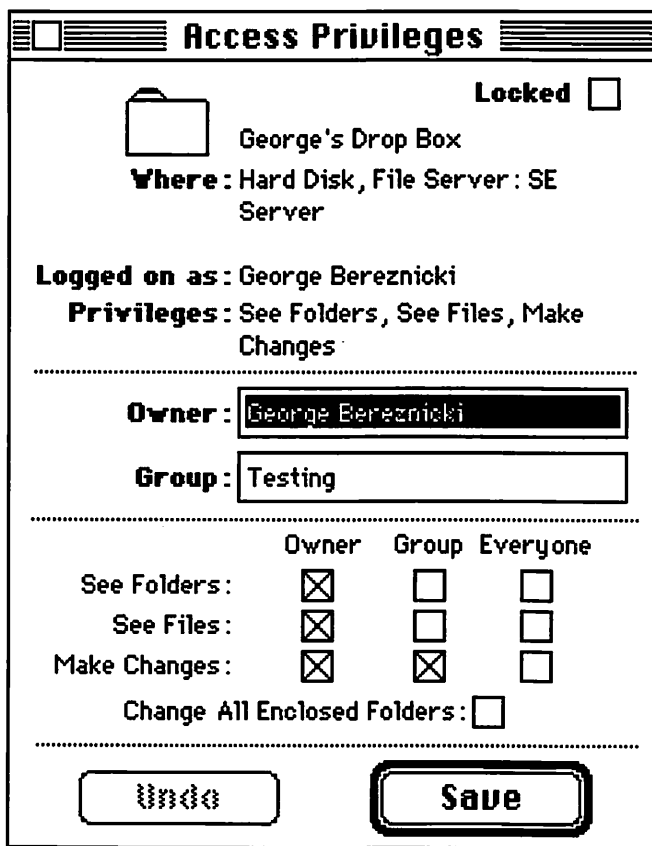 Access Privileges
Locked
George's Drop Box
Where: Hard Disk, File Server: SE
Server
Logged on as: George Bereznicki
Privileges: See Folders, See Files, Make
Changes
Owner: George Bereznicki
Group: Testing
Owner Group Everyone
See Folders:
See Files:
Make Changes:
Change All Enclosed Folders:
Undo Save